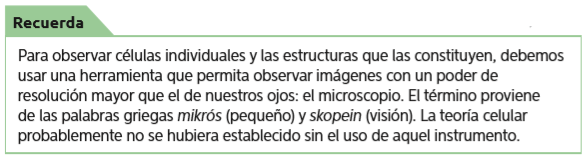 Recuerda
Para observar células individuales y las estructuras que las constituyen, debemos
usar una herramienta que permita observar imágenes con un poder de
resolución mayor que el de nuestros ojos: el microscopio. El término proviene
de las palabras griegas mikrós (pequeño) y skopein (visión). La teoría celular
probablemente no se hubiera establecido sin el uso de aquel instrumento.